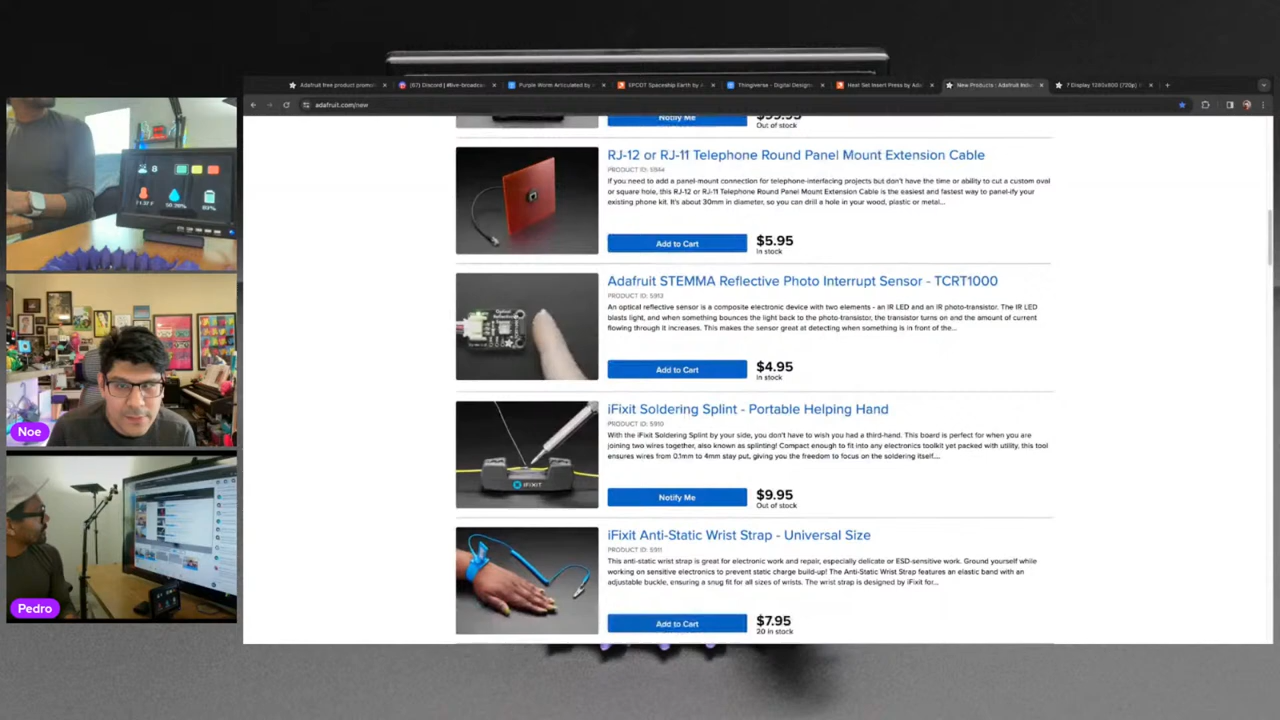 Adafruit free product promo
(67) Discord | #live-broadca
Purple Worm Articulated by
EPCOT Spaceship Earth by
Thingiverse - Digital Design
Heat Set Insert Press by Ada
New Products : Adafruit Ind
7 Display 1280x800 (720p)
adafruit.com/new
Notify Me
Out of stock
RJ-12 or RJ-11 Telephone Round Panel Mount Extension Cable
PRODUCT ID: 5944
If you need to add a panel-mount connection for telephone-interfacing projects but don't have the time or ability to cut a custom oval
or square hole, this RJ-12 or RJ-11 Telephone Round Panel Mount Extension Cable is the easiest and fastest way to panel-ify your
existing phone kit. It's about 30mm in diameter, so you can drill a hole in your wood, plastic or metal...
Add to Cart
$5.95
In stock
Adafruit STEMMA Reflective Photo Interrupt Sensor - TCRT1000
PRODUCT ID: 5913
An optical reflective sensor is a composite electronic device with two elements - an IR LED and an IR photo-transistor. The IR LED
blasts light, and when something bounces the light back to the photo-transistor, the transistor turns on and the amount of current
flowing through it increases. This makes the sensor great at detecting when something is in front of the...
Add to Cart
$4.95
In stock
iFixit Soldering Splint - Portable Helping Hand
PRODUCT ID: 5910
With the iFixit Soldering Splint by your side, you don't have to wish you had a third-hand. This board is perfect for when you are
joining two wires together, also known as splinting! Compact enough to fit into any electronics toolkit yet packed with utility, this tool
ensures wires from 0.1mm to 4mm stay put, giving you the freedom to focus on the soldering itself....
IFIXIT
Notify Me
$9.95
Out of stock
iFixit Anti-Static Wrist Strap - Universal Size
PRODUCT ID: 5911
This anti-static wrist strap is great for electronic work and repair, especially delicate or ESD-sensitive work. Ground yourself while
working on sensitive electronics to prevent static charge build-up! The Anti-Static Wrist Strap features an elastic band with an
adjustable buckle, ensuring a snug fit for all sizes of wrists. The wrist strap is designed by iFixit for...
Add to Cart
$7.95
20 in stock
8
Noe
Pedro